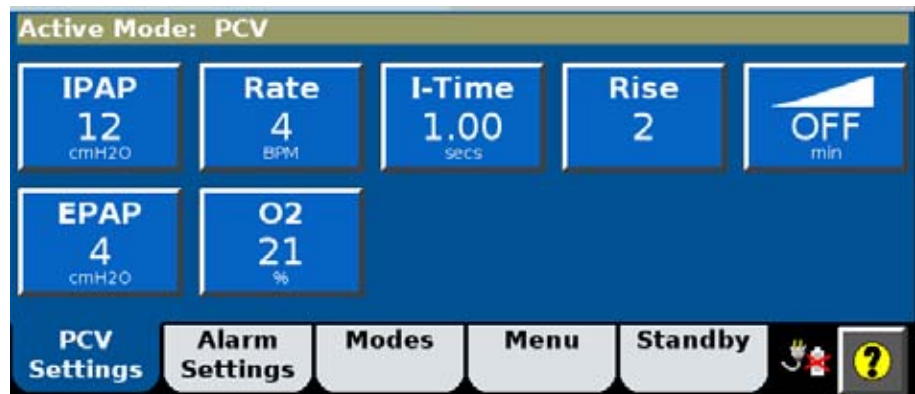 Active Mode: PCV
IPAP
12
cmH2O
Rate
4
BPM
I-Time
1.00
secs
Rise
2
OFF
min
EPAP
4
cmH2O
O2
21
%
PCV
Settings
Alarm
Settings
Modes
Menu
Standby
?